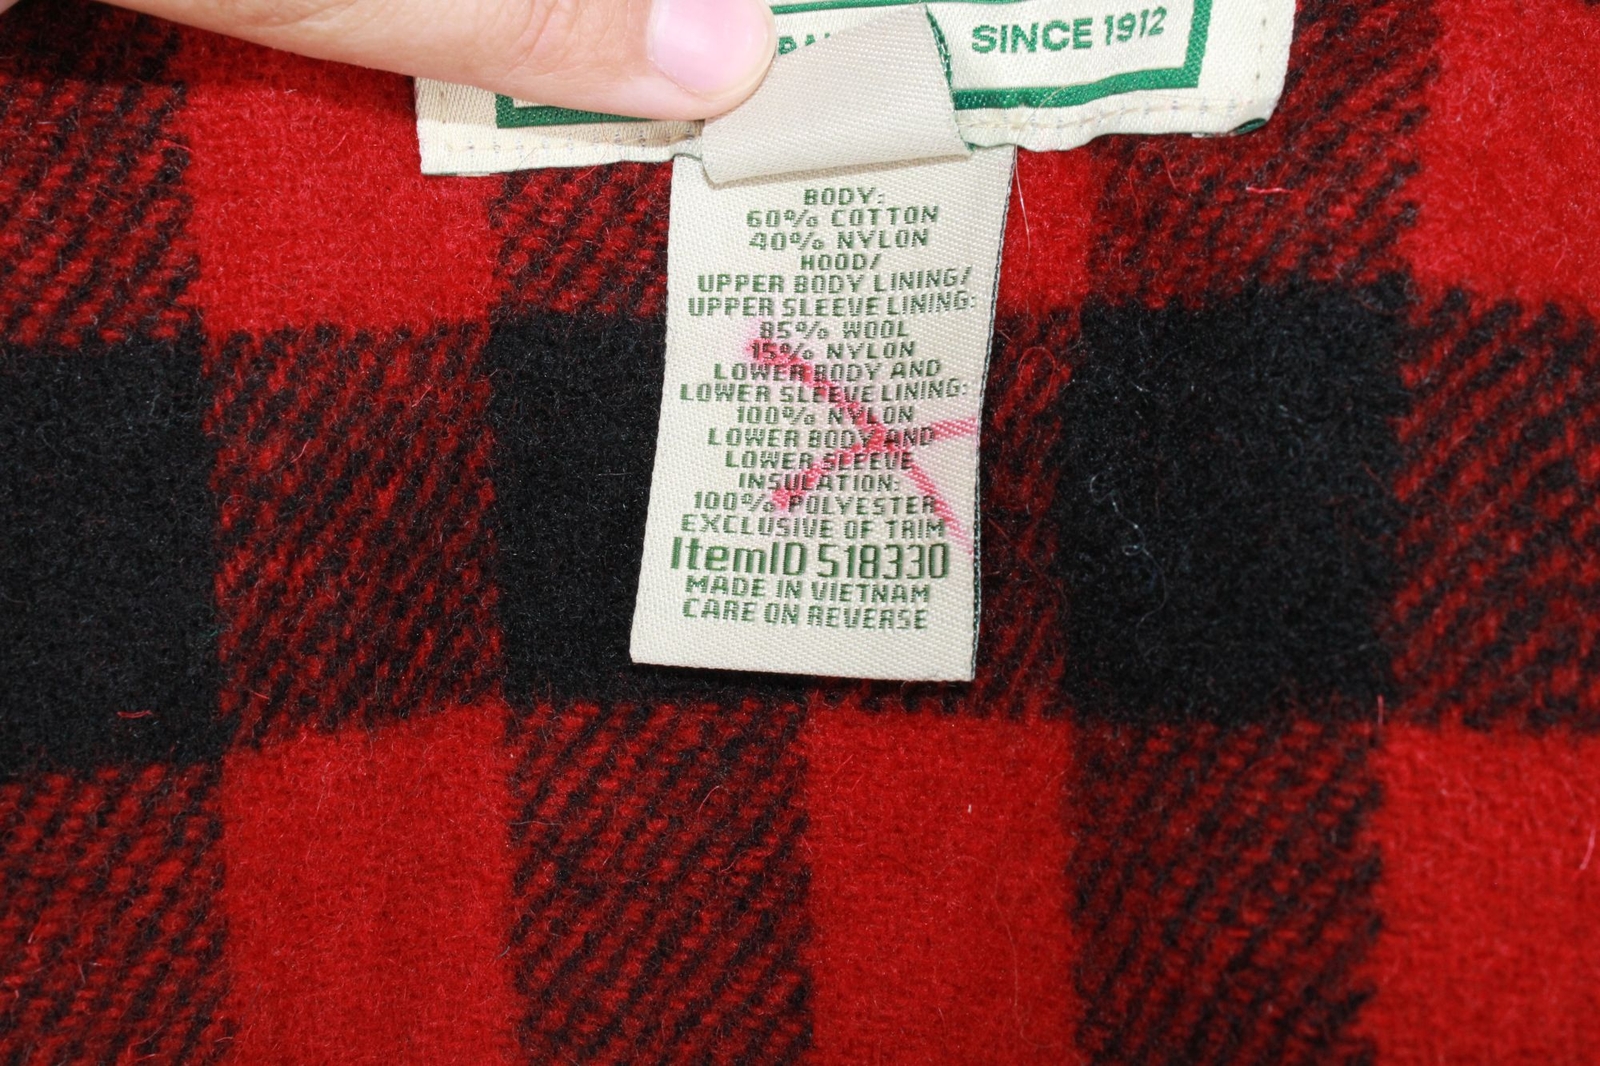 SINCE 1912
BODY:
60% COTTON
40% NYLON
HOOD/
UPPER BODY LINING/
UPPER SLEEVE LINING:
85% WOOL
15% NYLON
LOWER BODY AND
LOWER SLEEVE LINING:
100% NYLON
LOWER BODY AND
LOWER SLEEVE
INSULATION:
100% POLYESTER
EXCLUSIVE OF TRIM
ItemID 518330
MADE IN VIETNAM
CARE ON REVERSE